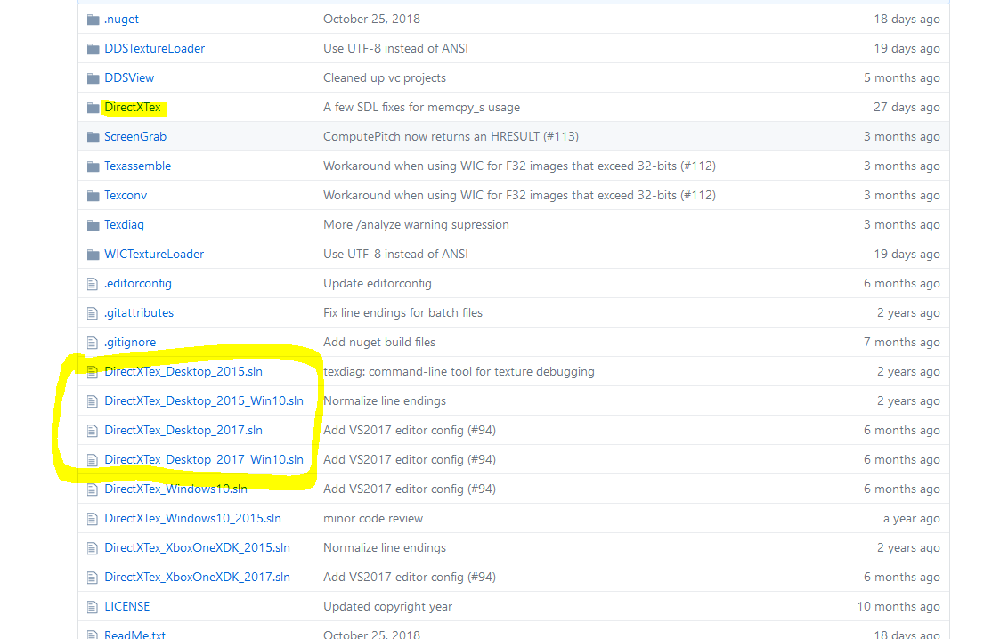 .nuget October 25, 2018 18 days ago
DDSTextureLoader Use UTF-8 instead of ANSI 19 days ago
DDSView Cleaned up vc projects 5 months ago
DirectXTex A few SDL fixes for memcpy_s usage 27 days ago
ScreenGrab ComputePitch now returns an HRESULT (#113) 3 months ago
Texassemble Workaround when using WIC for F32 images that exceed 32-bits (#112) 3 months ago
Texconv Workaround when using WIC for F32 images that exceed 32-bits (#112) 3 months ago
Texdiag More /analyze warning supression 3 months ago
WICTextureLoader Use UTF-8 instead of ANSI 19 days ago
.editorconfig Update editorconfig 6 months ago
.gitattributes Fix line endings for batch files 2 years ago
.gitignore Add nuget build files 7 months ago
DirectXTex_Desktop_2015.sln texdiag: command-line tool for texture debugging 2 years ago
DirectXTex_Desktop_2015_Win10.sln Normalize line endings 2 years ago
DirectXTex_Desktop_2017.sln Add VS2017 editor config (#94) 6 months ago
DirectXTex_Desktop_2017_Win10.sln Add VS2017 editor config (#94) 6 months ago
DirectXTex_Windows10.sln Add VS2017 editor config (#94) 6 months ago
DirectXTex_Windows10_2015.sln minor code review a year ago
DirectXTex_XboxOneXDK_2015.sln Normalize line endings 2 years ago
DirectXTex_XboxOneXDK_2017.sln Add VS2017 editor config (#94) 6 months ago
LICENSE Updated copyright year 10 months ago
ReadMe.txt October 25, 2018 18 days ago